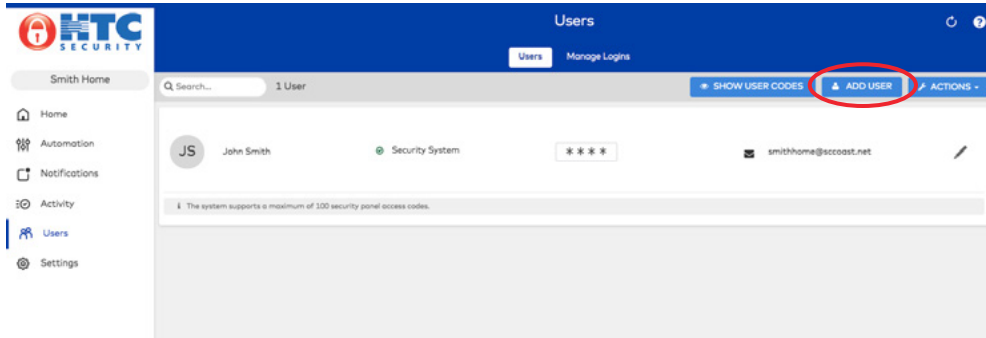 HTC
SECURITY
Users
Users Manage Logins
Smith Home
Search... 1 User SHOW USER CODES ADD USER ACTIONS
Home
Automation
Notifications
Activity
Users
Settings
JS John Smith Security System **** smithhome@sccoast.net
i The system supports a maximum of 100 security panel access codes.